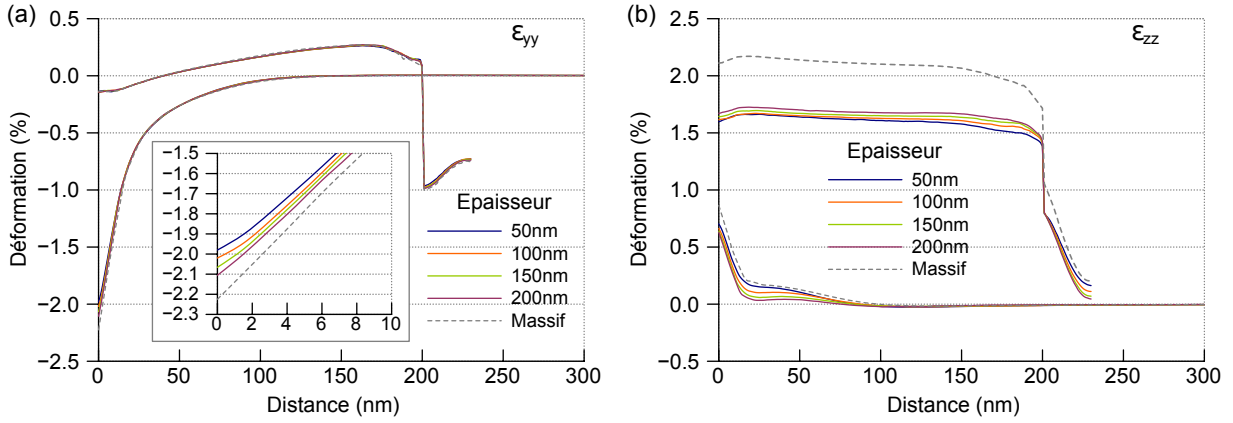 (a)
εyy
Déformation (%)
0.5
0.0
−0.5
−1.0
−1.5
−2.0
−2.5
−1.5
−1.6
−1.7
−1.8
−1.9
−2.0
−2.1
−2.2
−2.3
0 2 4 6 8 10
Epaisseur
50nm
100nm
150nm
200nm
Massif
0 50 100 150 200 250 300
Distance (nm)
(b)
εzz
Déformation (%)
2.5
2.0
1.5
1.0
0.5
0.0
−0.5
Epaisseur
50nm
100nm
150nm
200nm
Massif
0 50 100 150 200 250 300
Distance (nm)